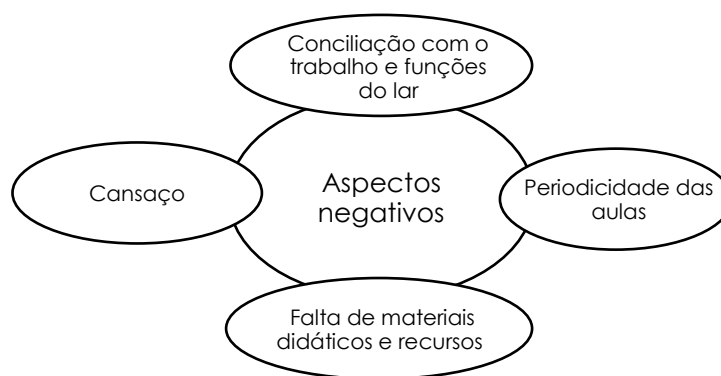 Conciliação com o
trabalho e funções
do lar
Cansaço
Aspectos
negativos
Periodicidade das
aulas
Falta de materiais
didáticos e recursos